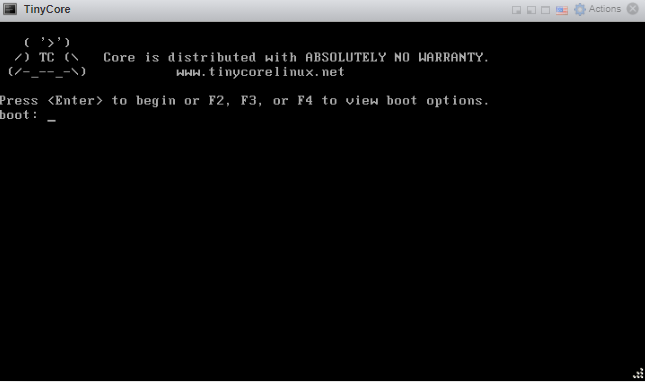 TinyCore
Actions
( '>')
/) TC (\   Core is distributed with ABSOLUTELY NO WARRANTY.
(/-_--_-\)           www.tinycorelinux.net
Press <Enter> to begin or F2, F3, or F4 to view boot options.
boot: _